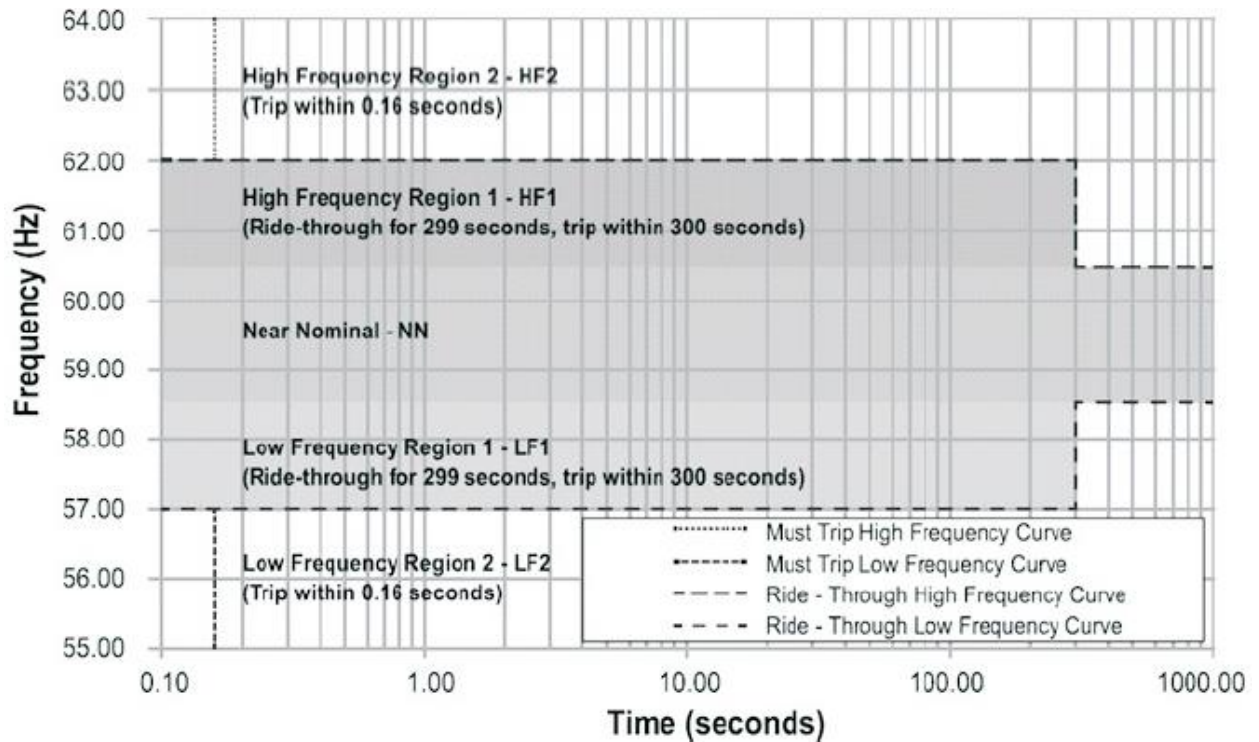 64.00
63.00
62.00
61.00
60.00
59.00
58.00
57.00
56.00
55.00
Frequency (Hz)
High Frequency Region 2 - HF2
(Trip within 0.16 seconds)
High Frequency Region 1 - HF1
(Ride-through for 299 seconds, trip within 300 seconds)
Near Nominal - NN
Low Frequency Region 1 - LF1
(Ride-through for 299 seconds, trip within 300 seconds)
Low Frequency Region 2 - LF2
(Trip within 0.16 seconds)
Must Trip High Frequency Curve
Must Trip Low Frequency Curve
Ride - Through High Frequency Curve
Ride - Through Low Frequency Curve
0.10 1.00 10.00 100.00 1000.00
Time (seconds)